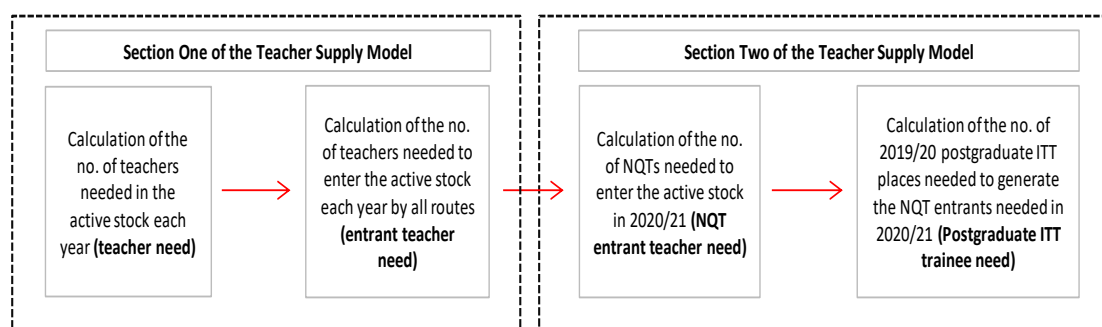 Section One of the Teacher Supply Model
Section Two of the Teacher Supply Model
Calculation of the
no. of teachers
needed in the
active stock each
year (teacher need)
Calculation of the no.
of teachers needed to
enter the active stock
each year by all routes
(entrant teacher
need)
Calculation of the no.
of NQTs needed to
enter the active stock
in 2020/21 (NQT
entrant teacher need)
Calculation of the no. of
2019/20 postgraduate ITT
places needed to generate
the NQT entrants needed in
2020/21 (Postgraduate ITT
trainee need)